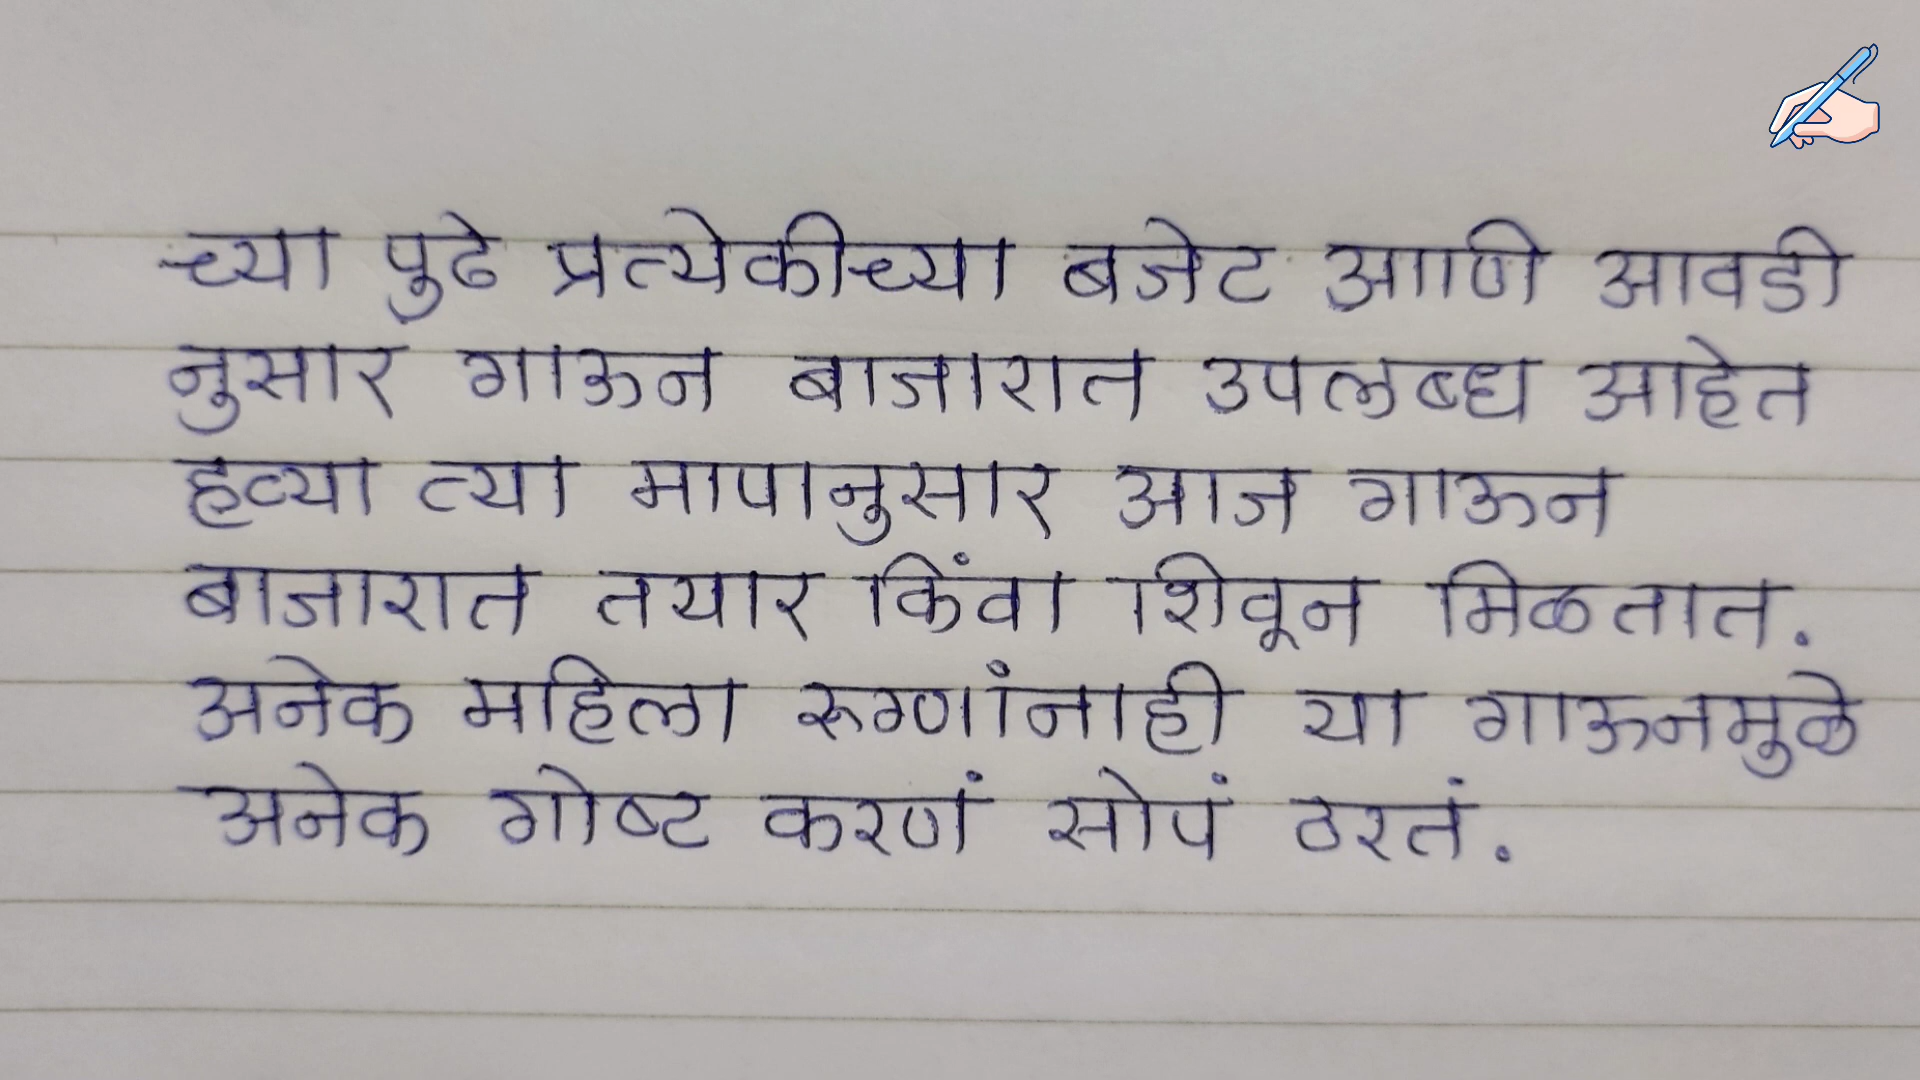 च्या पुढे प्रत्येकीच्या बजेट आणि आवडी
नुसार गाऊन बाजारात उपलब्ध आहेत
हव्या त्या मापानुसार आज गाऊन
बाजारात तयार किंवा शिवून मिळतात.
अनेक महिला रुग्णांनाही या गाऊनमुळे
अनेक गोष्ट करणं सोपं ठरतं.